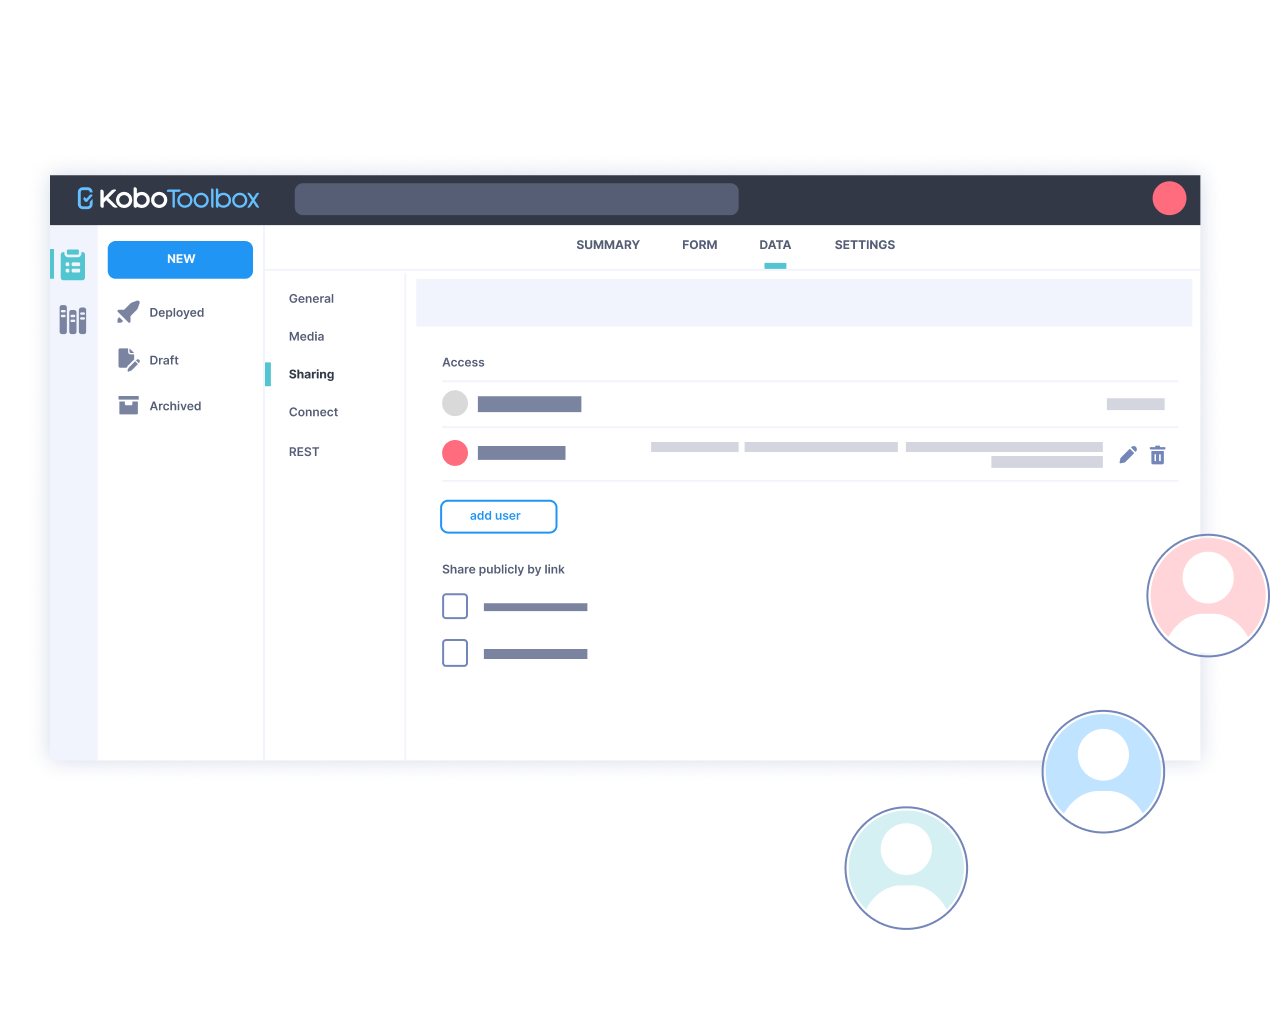 KoboToolbox
SUMMARY FORM DATA SETTINGS
NEW
Deployed
Draft
Archived
General
Media
Sharing
Connect
REST
Access
add user
Share publicly by link